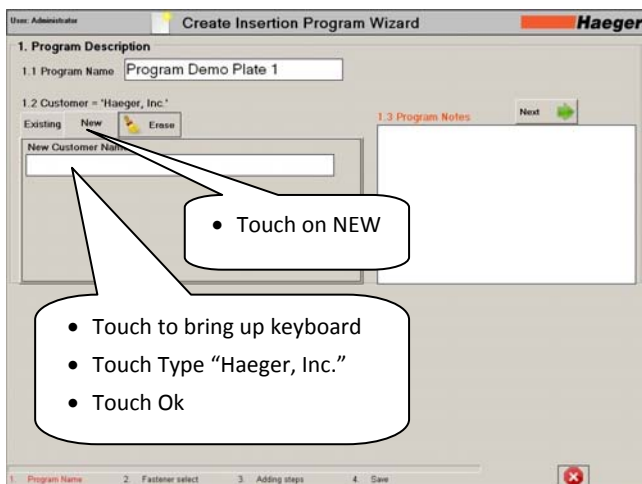 User: Administrator
Create Insertion Program Wizard
Haeger
1. Program Description
1.1 Program Name
Program Demo Plate 1
1.2 Customer = 'Haeger, Inc.'
Existing New Erase
1.3 Program Notes
Next
New Customer Nam
• Touch on NEW
• Touch to bring up keyboard
• Touch Type “Haeger, Inc.”
• Touch Ok
1. Program Name 2. Fastener select 3. Adding steps 4. Save